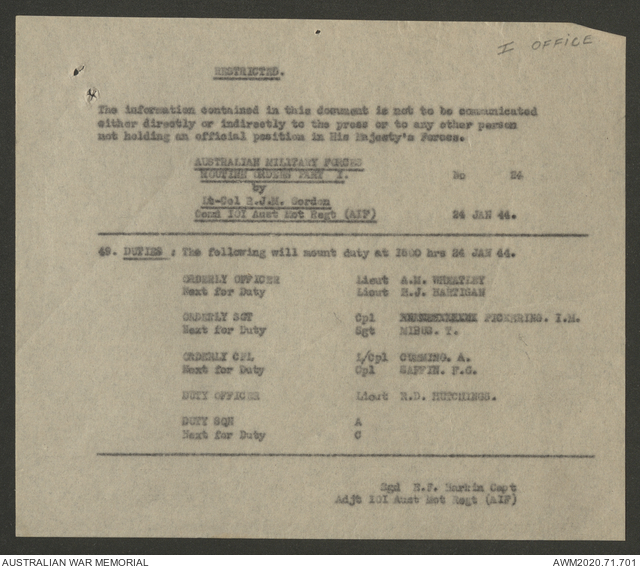 I OFFICE
RESTRICTED.
The information contained in this document is not to be communicated
either directly or indirectly to the press or to any other person
not holding an official position in His Majesty's Forces.
AUSTRALIAN MILITARY FORCES
ROUTINE ORDERS PART I. No 24
by
Lt-Col R.J.M. Gordon
Comd 101 Aust Mot Regt (AIF) 24 JAN 44.
49. DUTIES : The following will mount duty at 1800 hrs 24 JAN 44.
ORDERLY OFFICER Lieut A.M. WHEATLEY
Next for Duty Lieut H.J. HARTIGAN
ORDERLY SGT Cpl PICKERING. I.M.
Next for Duty Sgt MIBUS. T.
ORDERLY CPL L/Cpl CUMMING. A.
Next for Duty Cpl SAFFIN. F.G.
DUTY OFFICER Lieut R.D. HUTCHINGS.
DUTY SQN A
Next for Duty C
Sgd N.F. Harkin Capt
Adjt 101 Aust Mot Regt (AIF)
AUSTRALIAN WAR MEMORIAL AWM2020.71.701